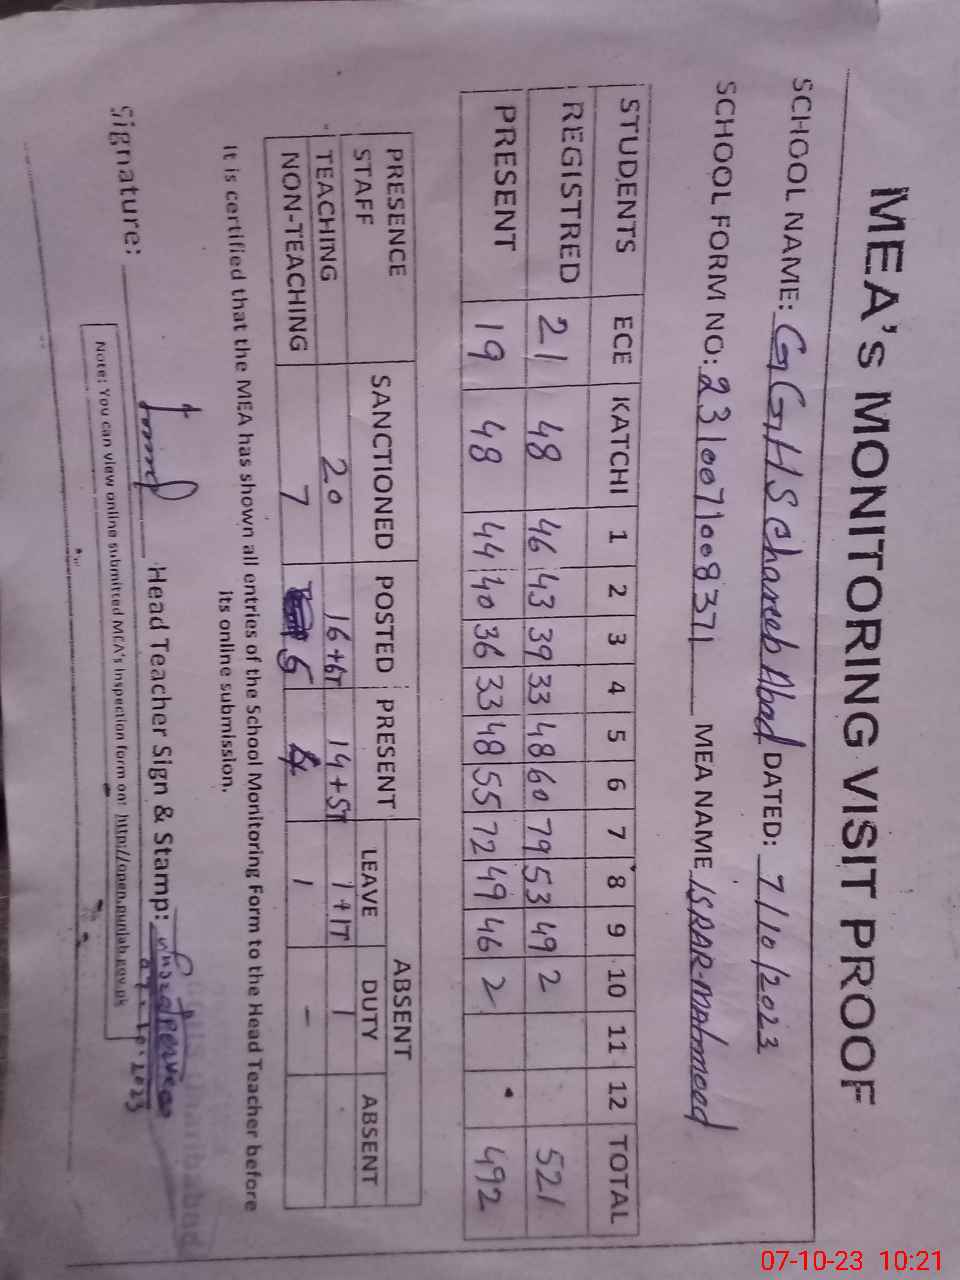 MEA's MONITORING VISIT PROOF
SCHOOL NAME: GGHS Ghareeb Abad DATED: 7/10/2023
SCHOOL FORM NO: 2310071008371 MEA NAME ISRAR-Mahmood
STUDENTS ECE KATCHI 1 2 3 4 5 6 7 8 9 10 11 12 TOTAL
REGISTRED 21 48 46 43 39 33 48 60 79 53 49 2 521
PRESENT 19 48 44 40 36 33 48 55 72 49 46 2 492
PRESENCE SANCTIONED POSTED PRESENT ABSENT
STAFF LEAVE DUTY ABSENT
TEACHING 20 16+6T 14+5T 1+1T 1
NON-TEACHING 7 5 4 1 -
It is certified that the MEA has shown all entries of the School Monitoring Form to the Head Teacher before
its online submission.
Signature: Head Teacher Sign & Stamp:
2023
Note: You can view online submitted MEA's Inspection form on: http://open.punjab.gov.pk
07-10-23 10:21